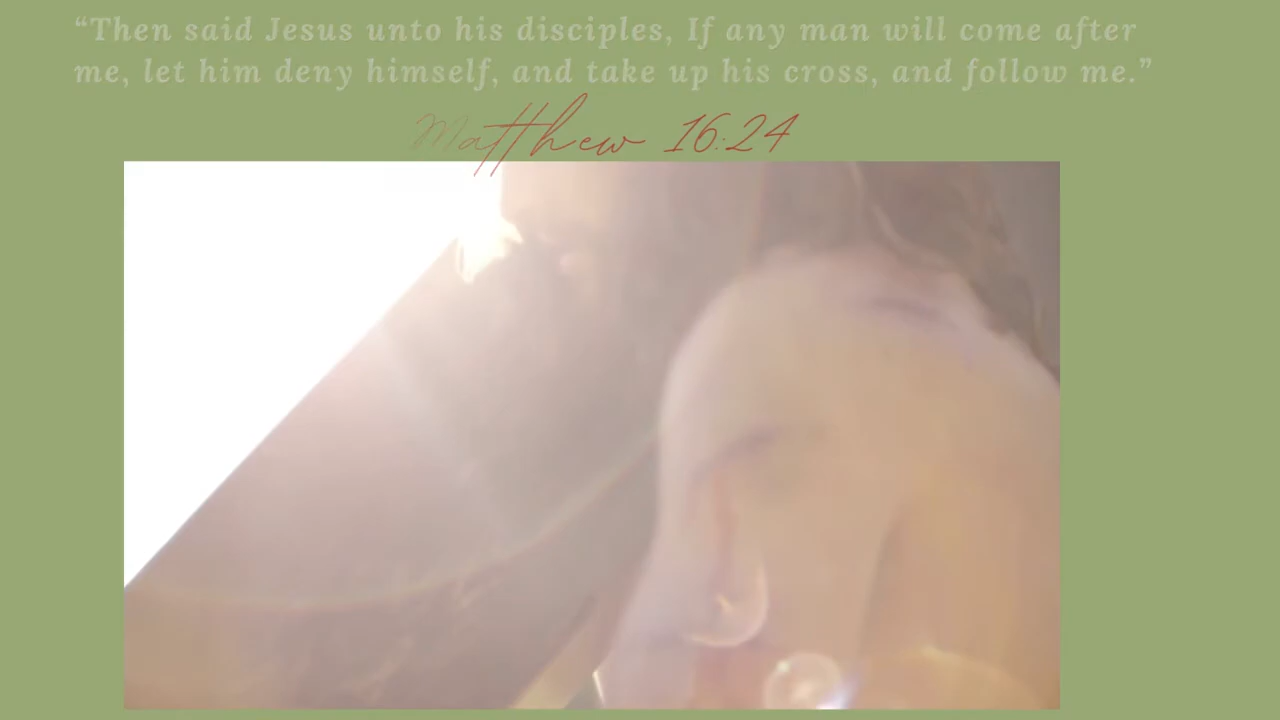 “Then said Jesus unto his disciples, If any man will come after
me, let him deny himself, and take up his cross, and follow me.”
Matthew 16:24